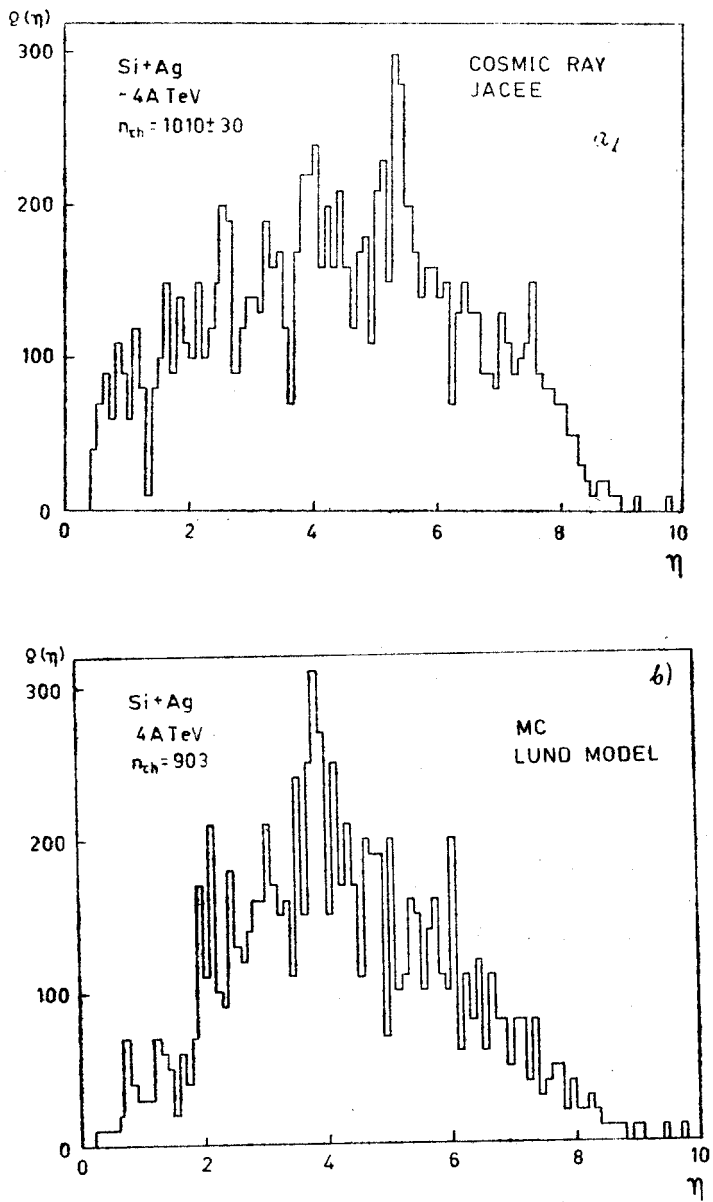 ρ(η)
300
200
100
0
Si+Ag
~4A TeV
n_ch = 1010±30
COSMIC RAY
JACEE
a)
0 2 4 6 8 10
η
ρ(η)
300
200
100
0
Si+Ag
4A TeV
n_ch = 903
b)
MC
LUND MODEL
0 2 4 6 8 10
η